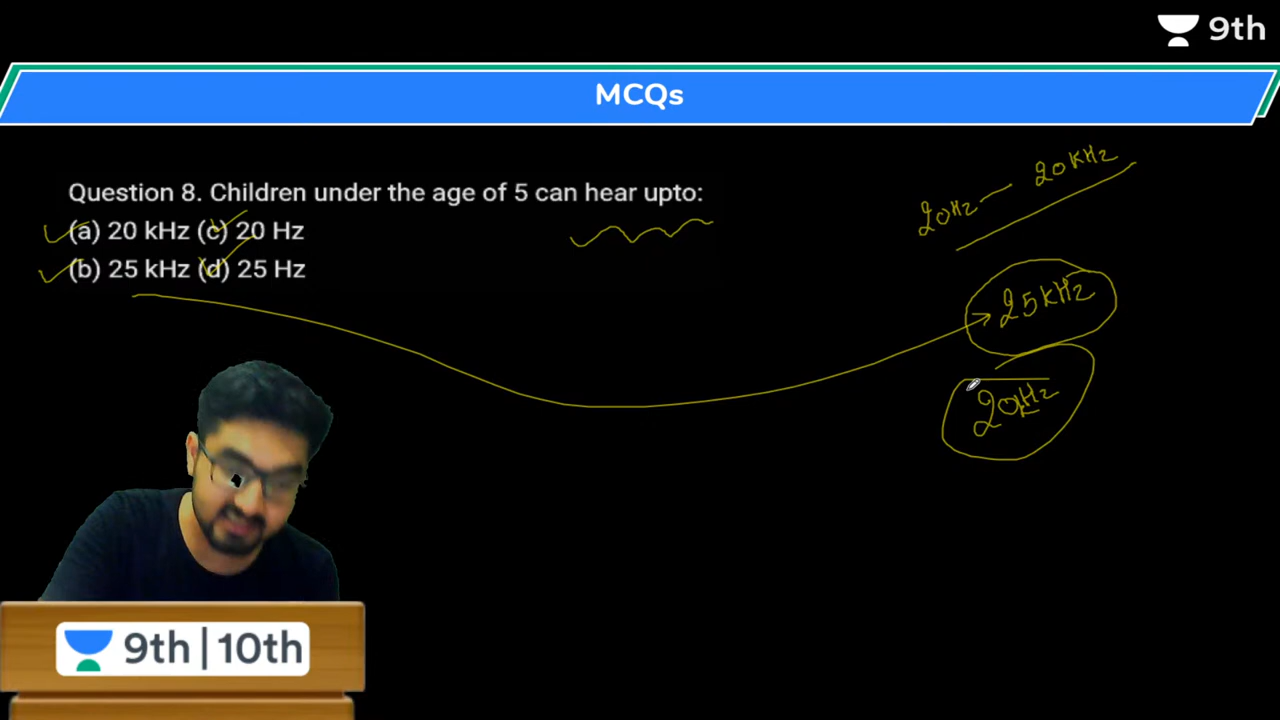 9th
MCQs
Question 8. Children under the age of 5 can hear upto:
(a) 20 kHz (c) 20 Hz
(b) 25 kHz (d) 25 Hz
20Hz — 20KHz
25KHz
20kHz
9th | 10th